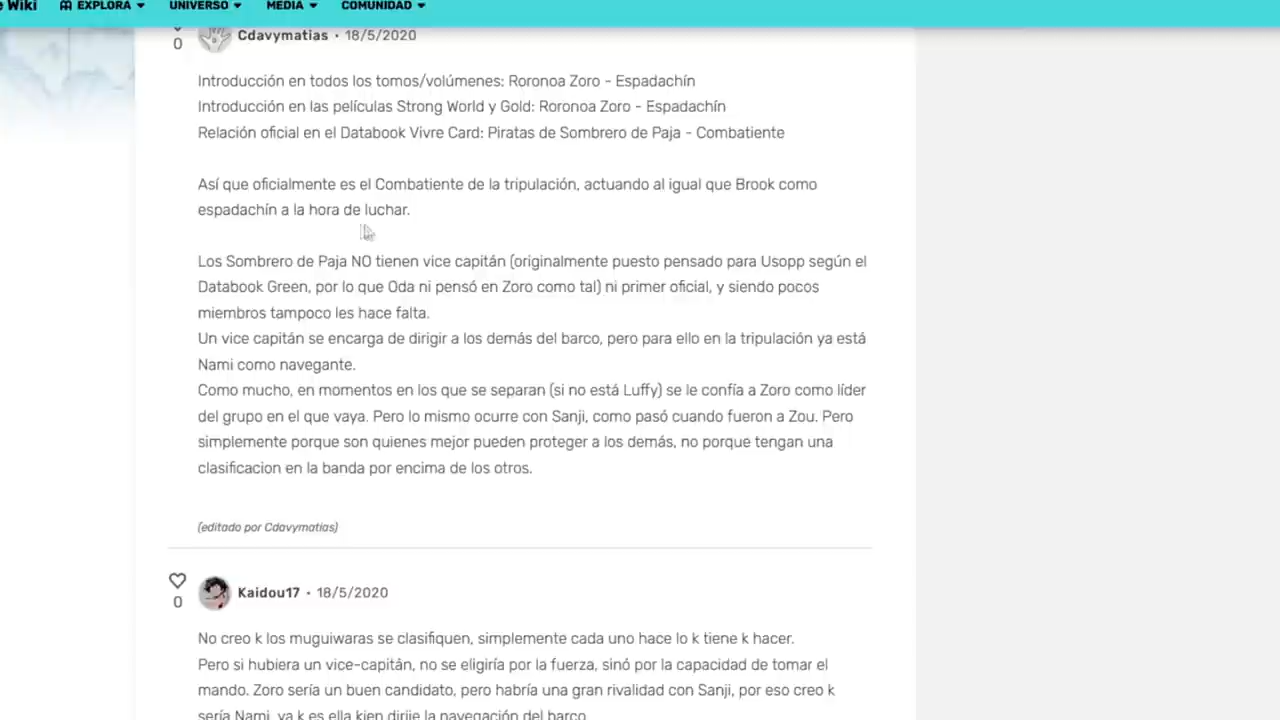 e Wiki EXPLORA UNIVERSO MEDIA COMUNIDAD
0 Cdavymatias • 18/5/2020
Introducción en todos los tomos/volúmenes: Roronoa Zoro - Espadachín
Introducción en las películas Strong World y Gold: Roronoa Zoro - Espadachín
Relación oficial en el Databook Vivre Card: Piratas de Sombrero de Paja - Combatiente
Así que oficialmente es el Combatiente de la tripulación, actuando al igual que Brook como
espadachín a la hora de luchar.
Los Sombrero de Paja NO tienen vice capitán (originalmente puesto pensado para Usopp según el
Databook Green, por lo que Oda ni pensó en Zoro como tal) ni primer oficial, y siendo pocos
miembros tampoco les hace falta.
Un vice capitán se encarga de dirigir a los demás del barco, pero para ello en la tripulación ya está
Nami como navegante.
Como mucho, en momentos en los que se separan (si no está Luffy) se le confía a Zoro como líder
del grupo en el que vaya. Pero lo mismo ocurre con Sanji, como pasó cuando fueron a Zou. Pero
simplemente porque son quienes mejor pueden proteger a los demás, no porque tengan una
clasificacion en la banda por encima de los otros.
(editado por Cdavymatias)
Kaidou17 • 18/5/2020
0
No creo k los muguiwaras se clasifiquen, simplemente cada uno hace lo k tiene k hacer.
Pero si hubiera un vice-capitán, no se eligiría por la fuerza, sinó por la capacidad de tomar el
mando. Zoro sería un buen candidato, pero habría una gran rivalidad con Sanji, por eso creo k
sería Nami, ya k es ella kien dirije la navegación del barco